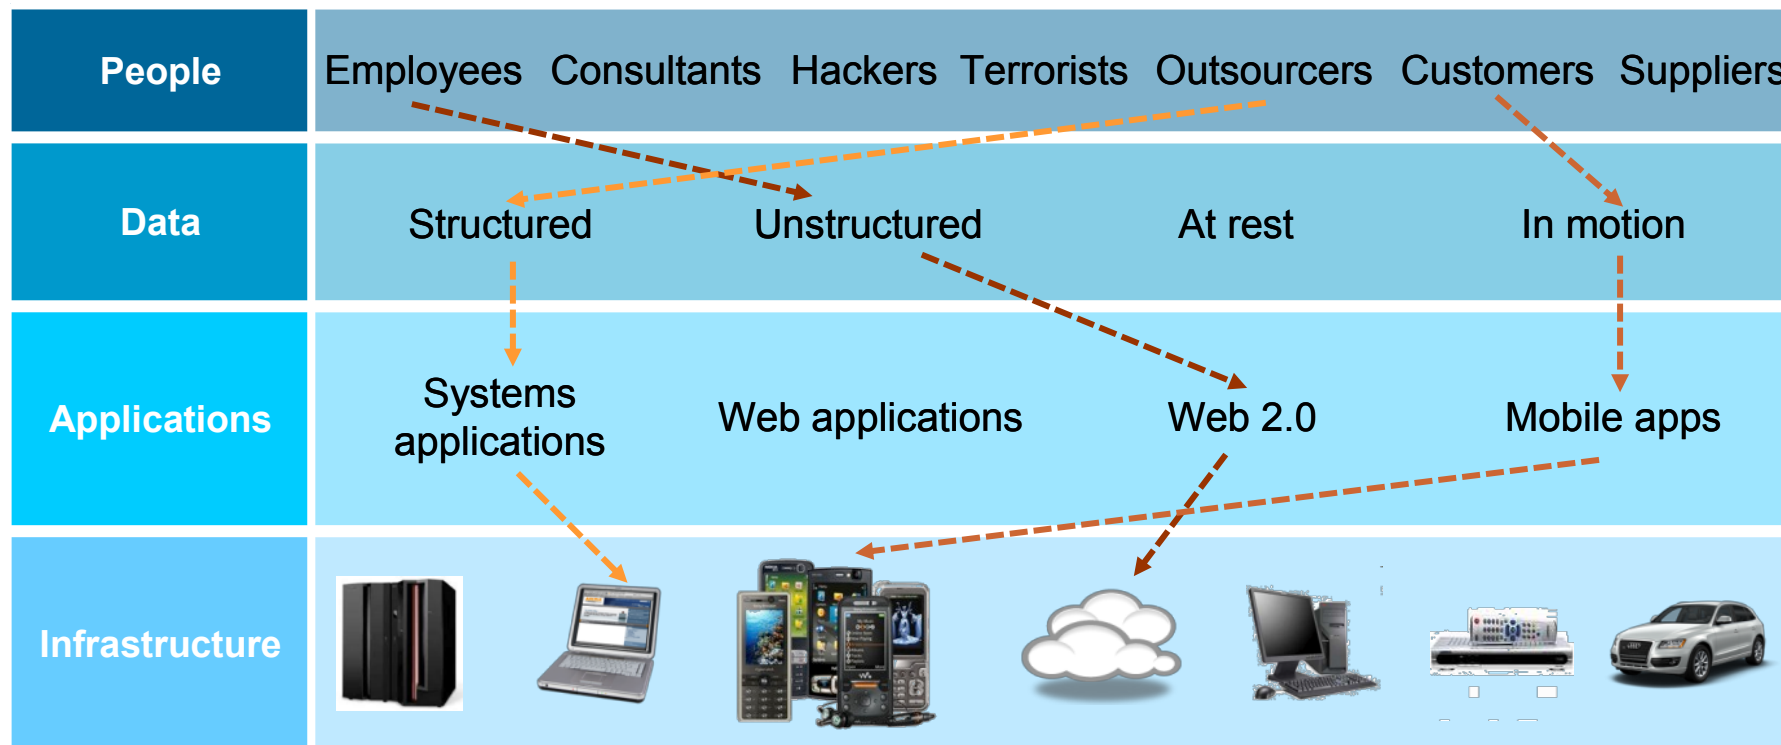 People
Employees Consultants Hackers Terrorists Outsourcers Customers Suppliers
Data
Structured Unstructured At rest In motion
Applications
Systems applications
Web applications Web 2.0 Mobile apps
Infrastructure